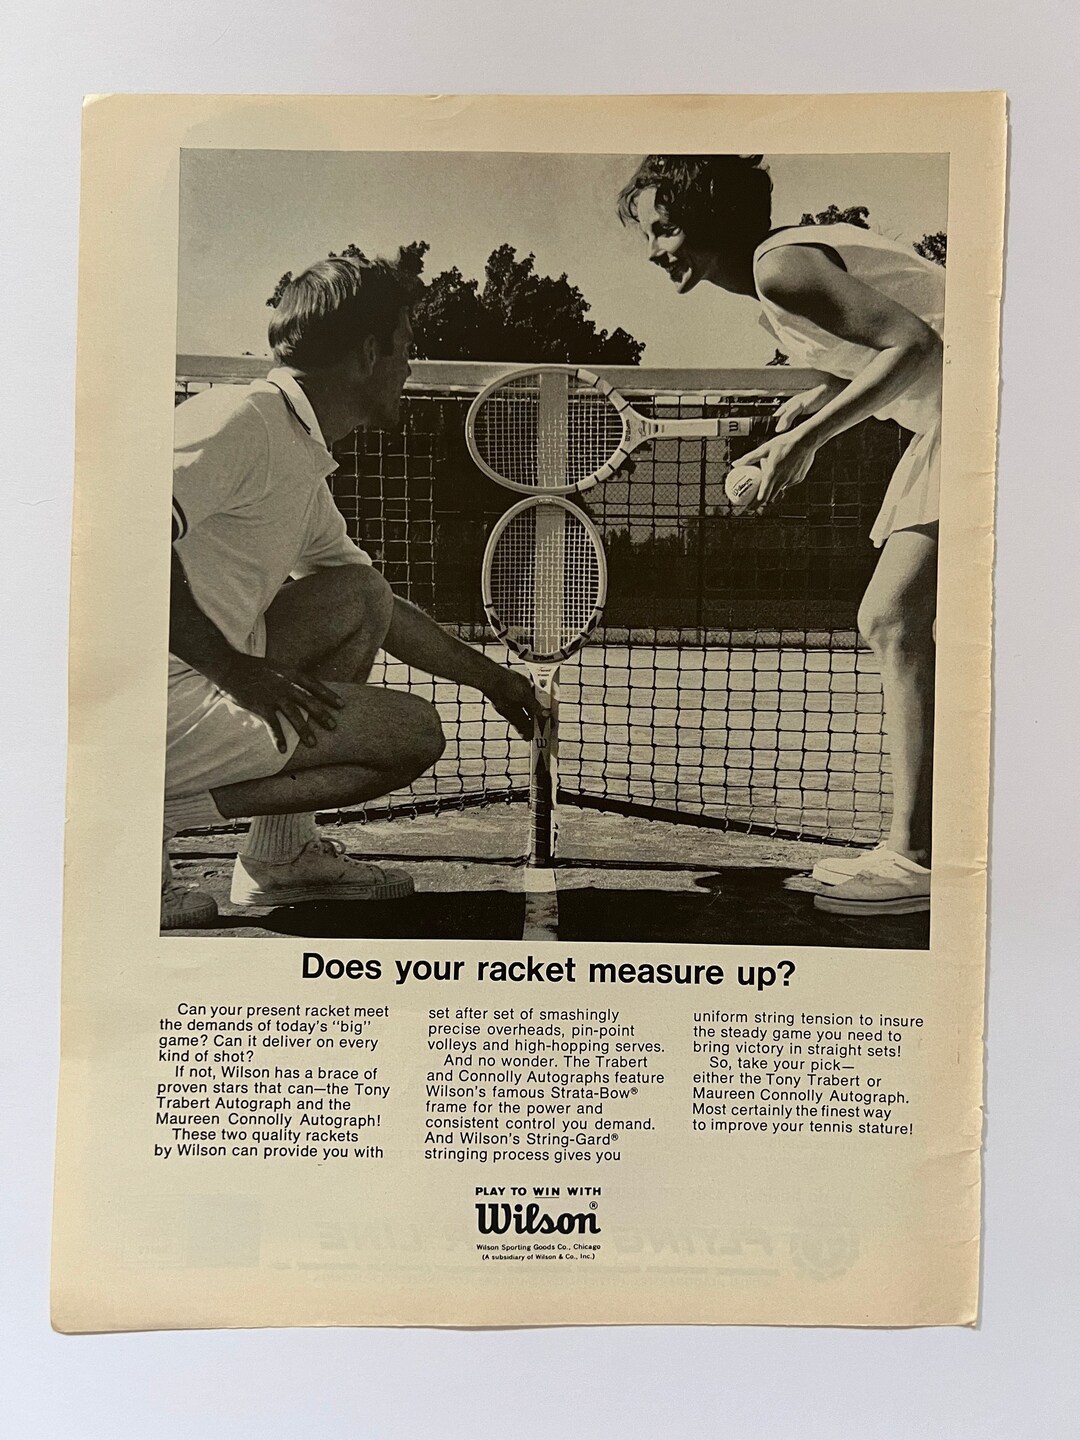 Wilson
W
W
Does your racket measure up?
Can your present racket meet
the demands of today's "big"
game? Can it deliver on every
kind of shot?
If not, Wilson has a brace of
proven stars that can—the Tony
Trabert Autograph and the
Maureen Connolly Autograph!
These two quality rackets
by Wilson can provide you with
set after set of smashingly
precise overheads, pin-point
volleys and high-hopping serves.
And no wonder. The Trabert
and Connolly Autographs feature
Wilson's famous Strata-Bow®
frame for the power and
consistent control you demand.
And Wilson's String-Gard®
stringing process gives you
uniform string tension to insure
the steady game you need to
bring victory in straight sets!
So, take your pick—
either the Tony Trabert or
Maureen Connolly Autograph.
Most certainly the finest way
to improve your tennis stature!
PLAY TO WIN WITH
Wilson®
Wilson Sporting Goods Co., Chicago
(A subsidiary of Wilson & Co., Inc.)